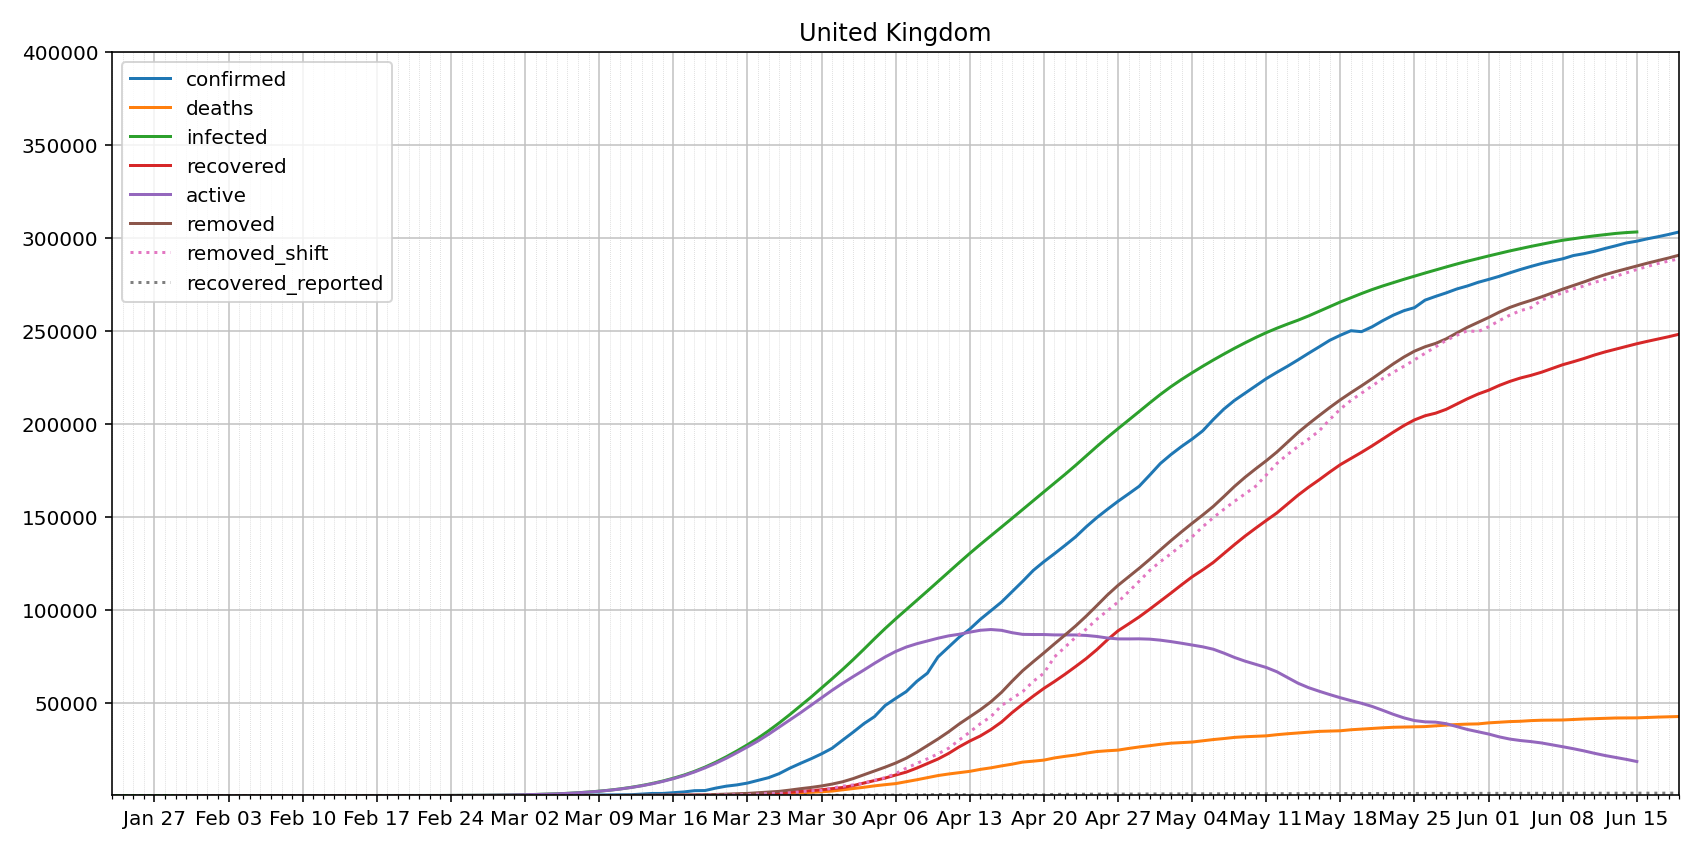 United Kingdom
400000
350000
300000
250000
200000
150000
100000
50000
confirmed
deaths
infected
recovered
active
removed
removed_shift
recovered_reported
Jan 27 Feb 03 Feb 10 Feb 17 Feb 24 Mar 02 Mar 09 Mar 16 Mar 23 Mar 30 Apr 06 Apr 13 Apr 20 Apr 27 May 04 May 11 May 18 May 25 Jun 01 Jun 08 Jun 15